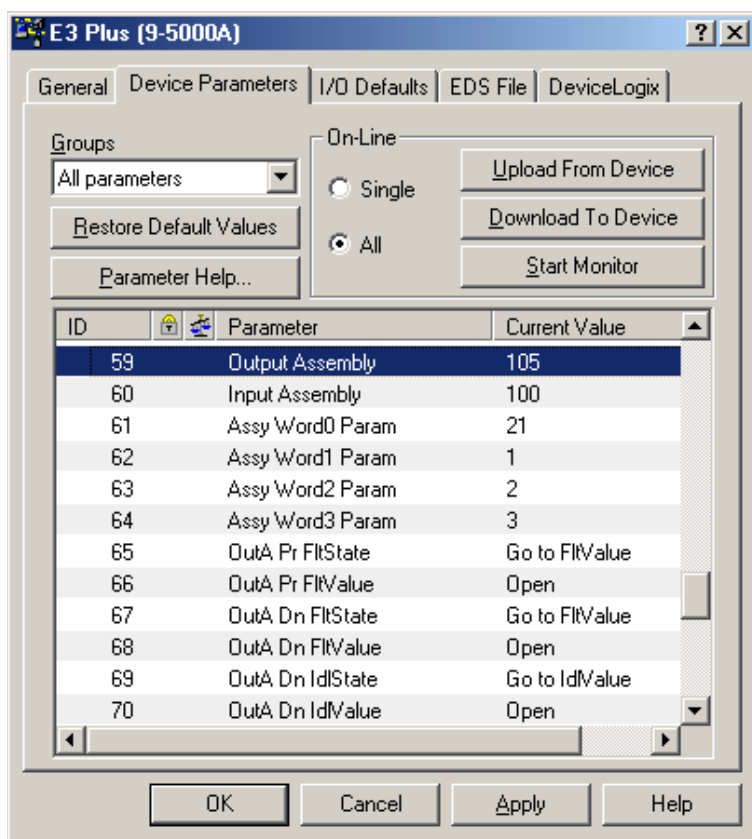 E3 Plus (9-5000A)
General Device Parameters I/O Defaults EDS File DeviceLogix
Groups
All parameters
Restore Default Values
Parameter Help...
On-Line
Single
All
Upload From Device
Download To Device
Start Monitor
ID Parameter Current Value
59 Output Assembly 105
60 Input Assembly 100
61 Assy Word0 Param 21
62 Assy Word1 Param 1
63 Assy Word2 Param 2
64 Assy Word3 Param 3
65 OutA Pr FltState Go to FltValue
66 OutA Pr FltValue Open
67 OutA Dn FltState Go to FltValue
68 OutA Dn FltValue Open
69 OutA Dn IdlState Go to IdlValue
70 OutA Dn IdlValue Open
OK Cancel Apply Help